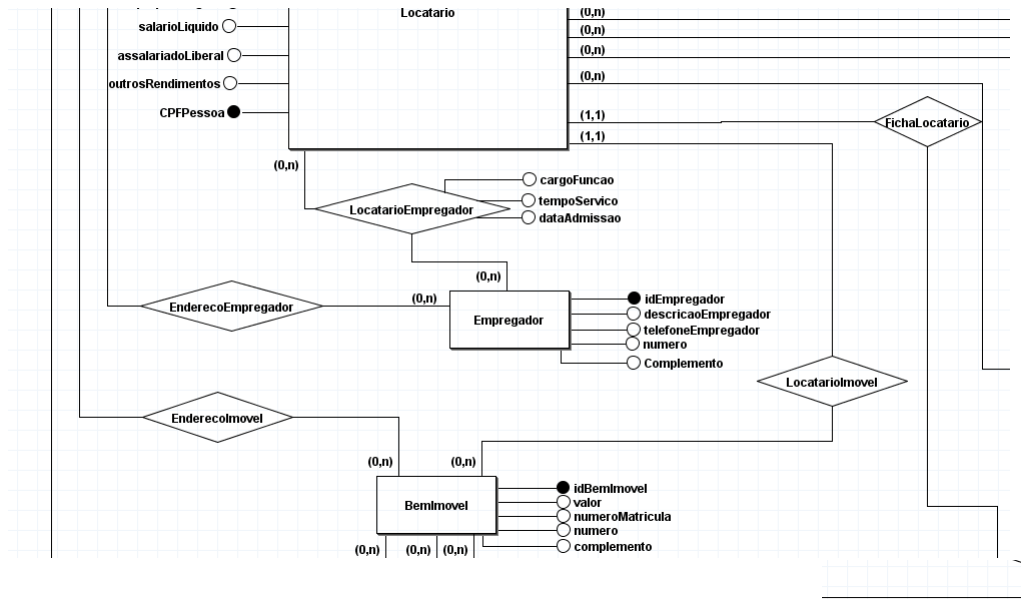 Locatario
(0,n)
salarioLiquido
(0,n)
(0,n)
assalariadoLiberal
outrosRendimentos
(0,n)
CPFPessoa
(1,1)
FichaLocatario
(1,1)
(0,n)
cargoFuncao
LocatarioEmpregador
tempoServico
dataAdmissao
(0,n)
(0,n)
EnderecoEmpregador
Empregador
idEmpregador
descricaoEmpregador
telefoneEmpregador
numero
Complemento
LocatarioImovel
EnderecoImovel
(0,n)
(0,n)
BemImovel
idBemImovel
valor
numeroMatricula
numero
complemento
(0,n)
(0,n)
(0,n)